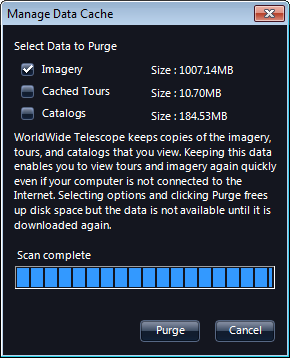 Manage Data Cache
Select Data to Purge
Imagery Size : 1007.14MB
Cached Tours Size : 10.70MB
Catalogs Size : 184.53MB
WorldWide Telescope keeps copies of the imagery,
tours, and catalogs that you view. Keeping this data
enables you to view tours and imagery again quickly
even if your computer is not connected to the
Internet. Selecting options and clicking Purge frees
up disk space but the data is not available until it is
downloaded again.
Scan complete
Purge Cancel